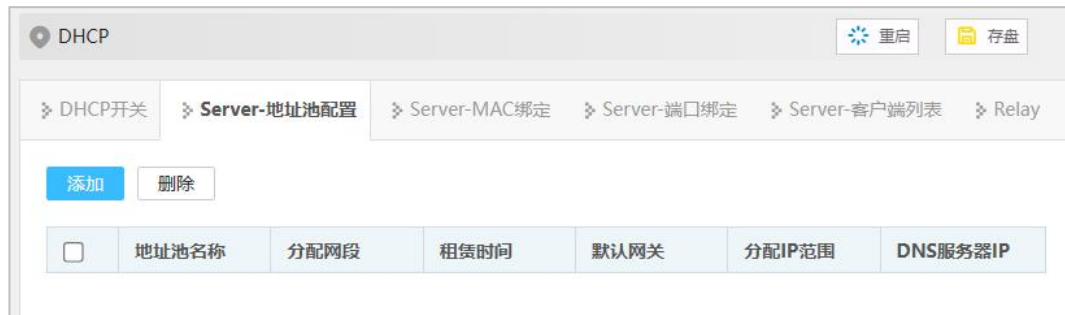 DHCP 重启 存盘
DHCP开关 Server-地址池配置 Server-MAC绑定 Server-端口绑定 Server-客户端列表 Relay
添加 删除
地址池名称 分配网段 租赁时间 默认网关 分配IP范围 DNS服务器IP